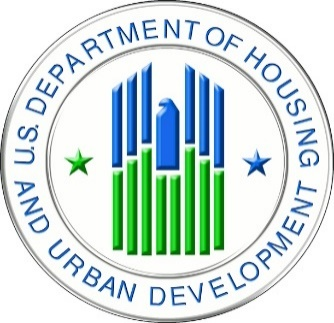 U.S. DEPARTMENT OF HOUSING
AND URBAN DEVELOPMENT